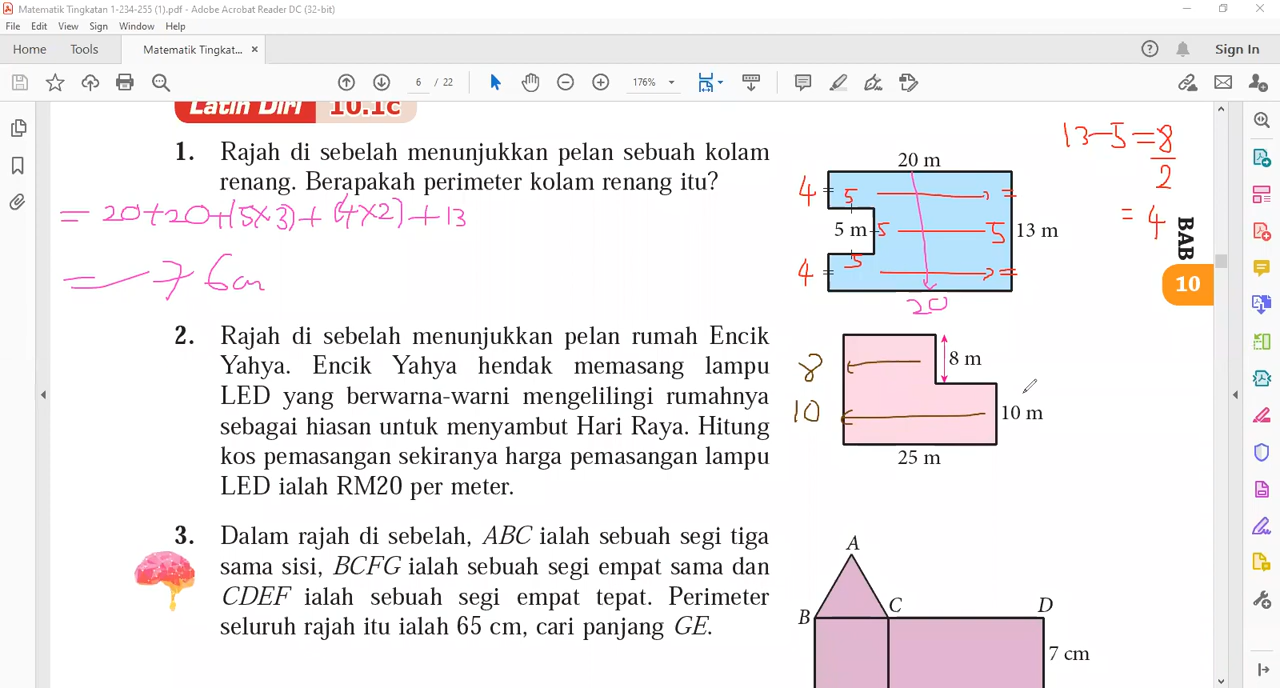 Matematik Tingkatan 1-234-255 (1).pdf - Adobe Acrobat Reader DC (32-bit)
File Edit View Sign Window Help
Home Tools Matematik Tingkat... × Sign In
6 / 22 176%
Latih Diri 10.1c
1. Rajah di sebelah menunjukkan pelan sebuah kolam
renang. Berapakah perimeter kolam renang itu?
= 20+20+(5×3)+(4×2)+13
= 76m
20 m
4 = 5 =
5 m 5 5 13 m
4 = 5 =
20
13-5=8
2
= 4
BAB
10
2. Rajah di sebelah menunjukkan pelan rumah Encik
Yahya. Encik Yahya hendak memasang lampu
LED yang berwarna-warni mengelilingi rumahnya
sebagai hiasan untuk menyambut Hari Raya. Hitung
kos pemasangan sekiranya harga pemasangan lampu
LED ialah RM20 per meter.
8 8 m
10 10 m
25 m
3. Dalam rajah di sebelah, ABC ialah sebuah segi tiga
sama sisi, BCFG ialah sebuah segi empat sama dan
CDEF ialah sebuah segi empat tepat. Perimeter
seluruh rajah itu ialah 65 cm, cari panjang GE.
A
B C D
7 cm